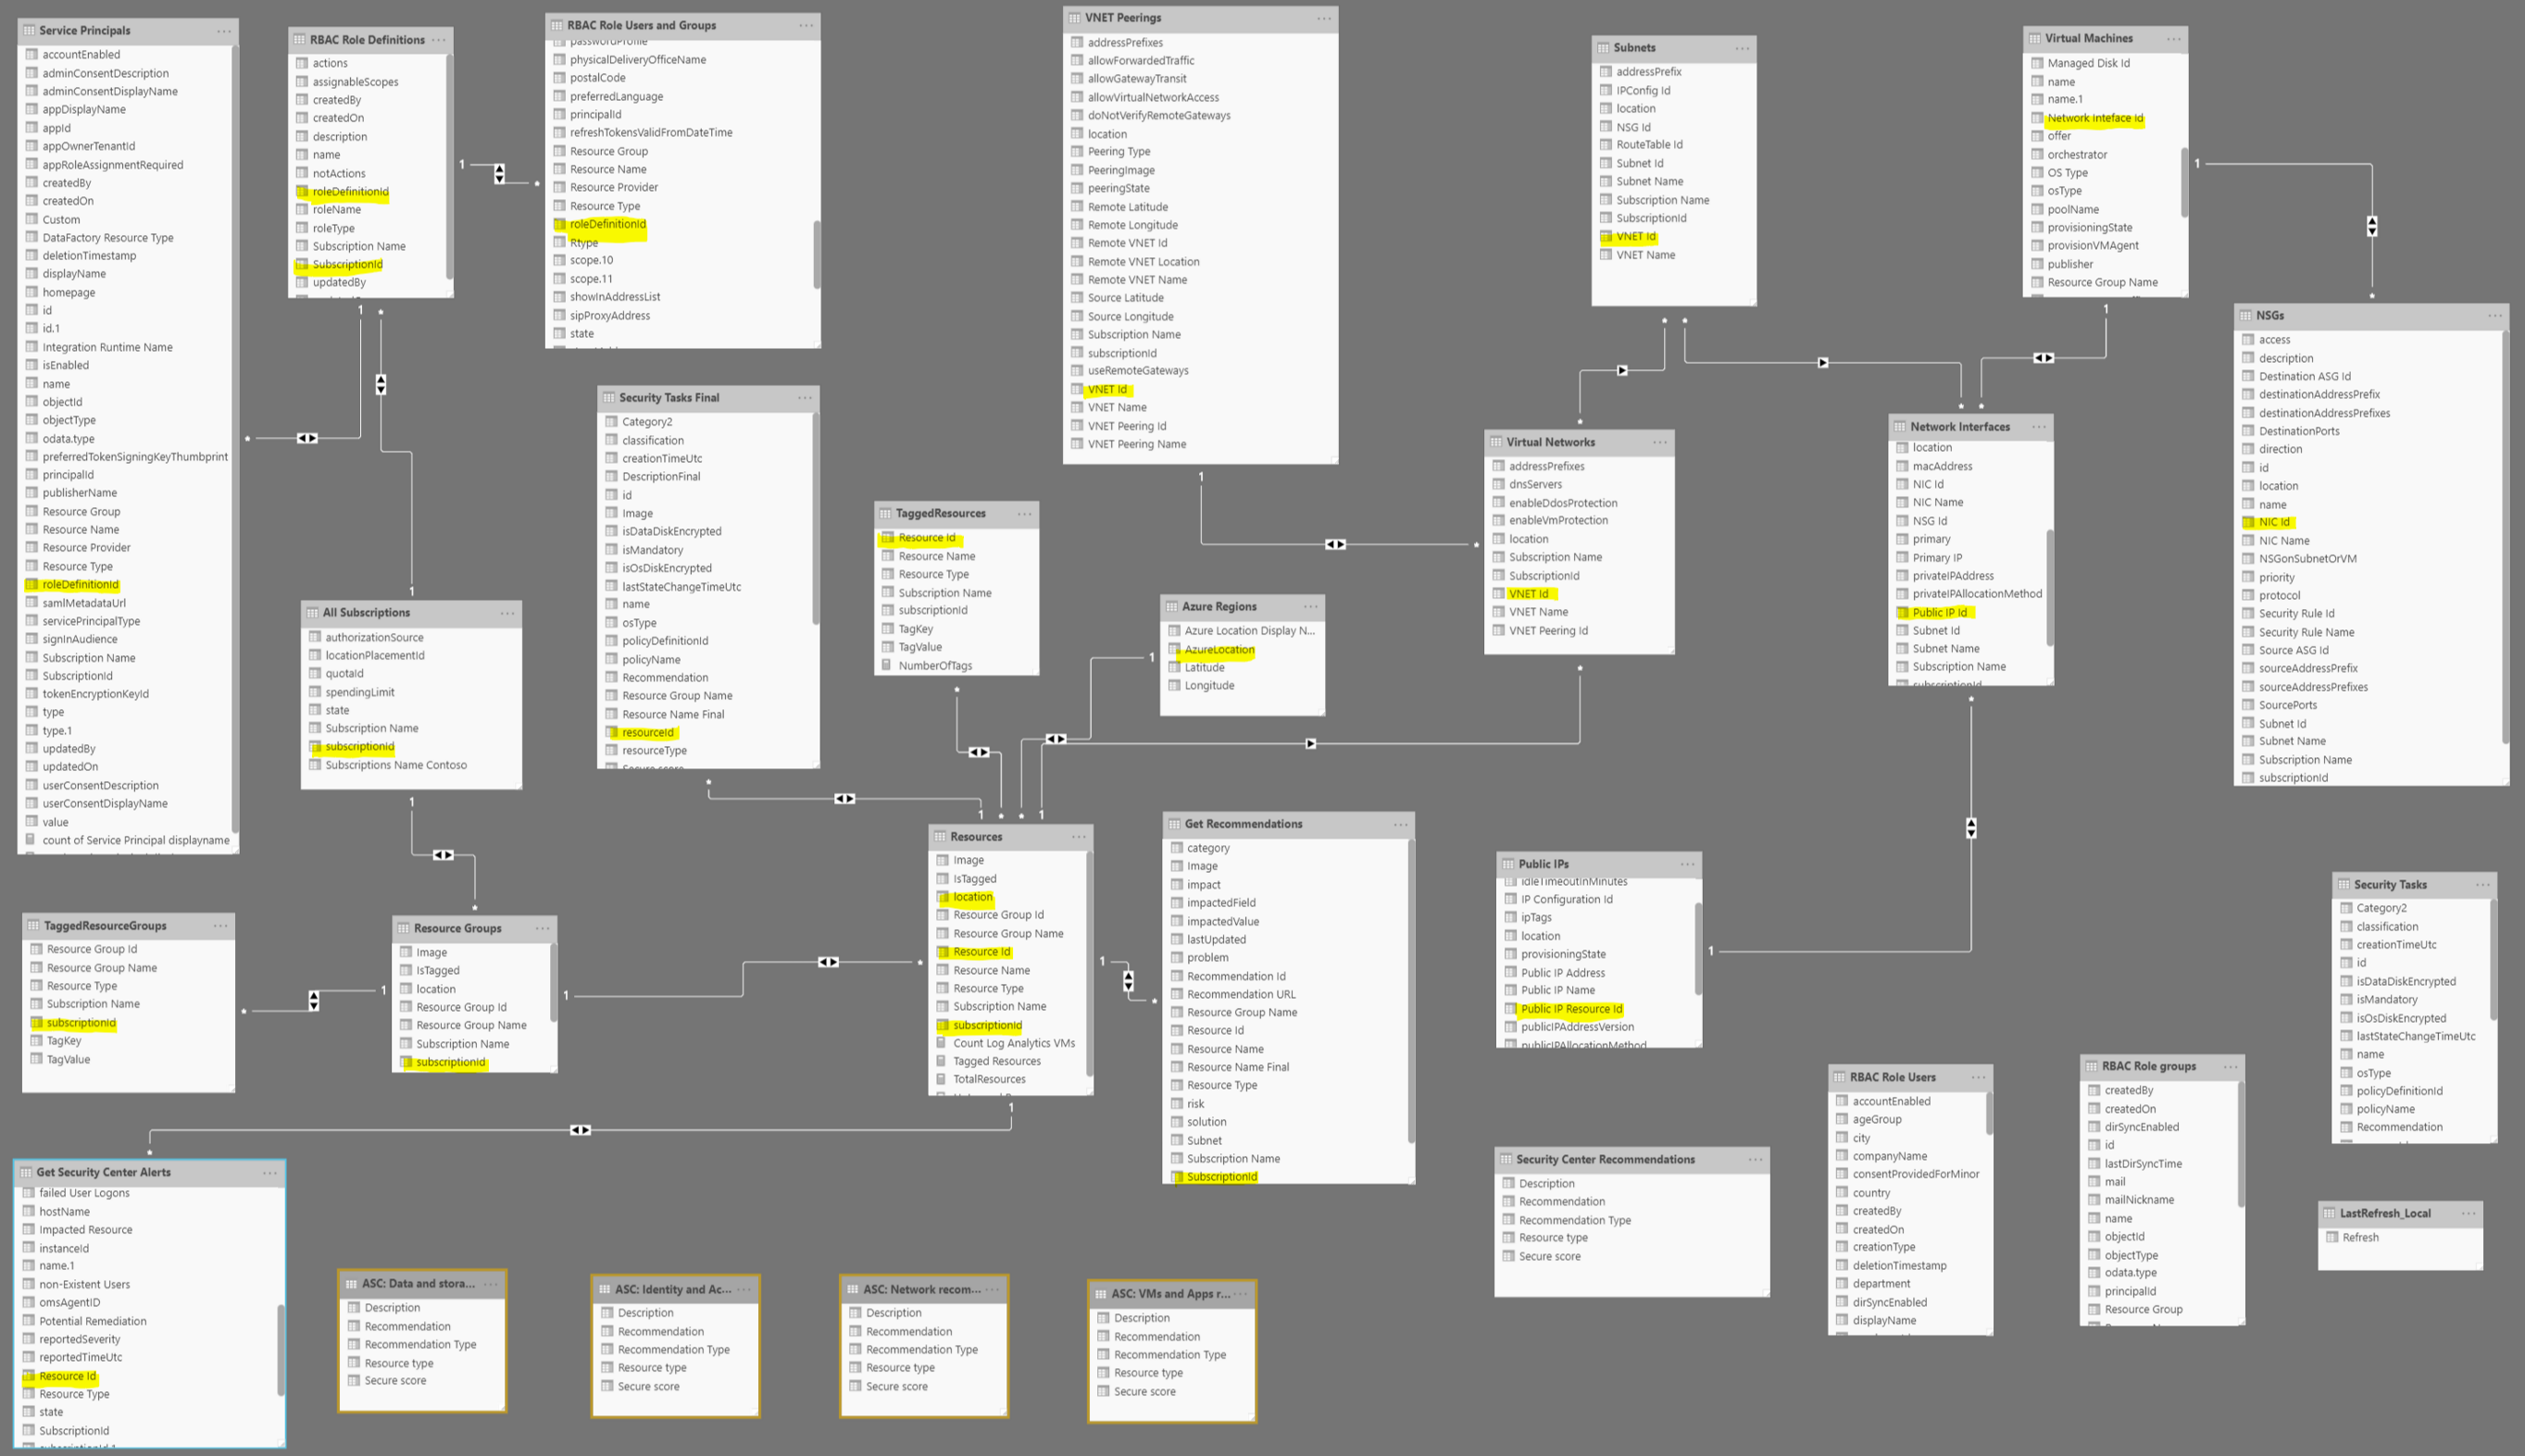 Service Principals
accountEnabled
adminConsentDescription
adminConsentDisplayName
appDisplayName
appId
appOwnerTenantId
appRoleAssignmentRequired
createdBy
createdOn
Custom
DataFactory Resource Type
deletionTimestamp
displayName
homepage
id
id.1
Integration Runtime Name
isEnabled
name
objectId
objectType
odata.type
preferredTokenSigningKeyThumbprint
principalId
publisherName
Resource Group
Resource Name
Resource Provider
Resource Type
roleDefinitionId
samlMetadataUrl
servicePrincipalType
signInAudience
Subscription Name
SubscriptionId
tokenEncryptionKeyId
type
type.1
updatedBy
updatedOn
userConsentDescription
userConsentDisplayName
value
count of Service Principal displayname
RBAC Role Definitions
actions
assignableScopes
createdBy
createdOn
description
name
notActions
roleDefinitionId
roleName
roleType
Subscription Name
SubscriptionId
updatedBy
RBAC Role Users and Groups
passwordProfile
physicalDeliveryOfficeName
postalCode
preferredLanguage
principalId
refreshTokensValidFromDateTime
Resource Group
Resource Name
Resource Provider
Resource Type
roleDefinitionId
Rtype
scope.10
scope.11
showInAddressList
sipProxyAddress
state
VNET Peerings
addressPrefixes
allowForwardedTraffic
allowGatewayTransit
allowVirtualNetworkAccess
doNotVerifyRemoteGateways
location
Peering Type
PeeringImage
peeringState
Remote Latitude
Remote Longitude
Remote VNET Id
Remote VNET Location
Remote VNET Name
Source Latitude
Source Longitude
Subscription Name
subscriptionId
useRemoteGateways
VNET Id
VNET Name
VNET Peering Id
VNET Peering Name
Subnets
addressPrefix
IPConfig Id
location
NSG Id
RouteTable Id
Subnet Id
Subnet Name
Subscription Name
SubscriptionId
VNET Id
VNET Name
Virtual Machines
Managed Disk Id
name
name.1
Network Inteface Id
offer
orchestrator
OS Type
osType
poolName
provisioningState
provisionVMAgent
publisher
Resource Group Name
NSGs
access
description
Destination ASG Id
destinationAddressPrefix
destinationAddressPrefixes
DestinationPorts
direction
id
location
name
NIC Id
NIC Name
NSGonSubnetOrVM
priority
protocol
Security Rule Id
Security Rule Name
Source ASG Id
sourceAddressPrefix
sourceAddressPrefixes
SourcePorts
Subnet Id
Subnet Name
Subscription Name
subscriptionId
Security Tasks Final
Category2
classification
creationTimeUtc
DescriptionFinal
id
Image
isDataDiskEncrypted
isMandatory
isOsDiskEncrypted
lastStateChangeTimeUtc
name
osType
policyDefinitionId
policyName
Recommendation
Resource Group Name
Resource Name Final
resourceId
resourceType
Secure score
TaggedResources
Resource Id
Resource Name
Resource Type
Subscription Name
subscriptionId
TagKey
TagValue
NumberOfTags
Azure Regions
Azure Location Display N...
AzureLocation
Latitude
Longitude
Virtual Networks
addressPrefixes
dnsServers
enableDdosProtection
enableVmProtection
location
Subscription Name
SubscriptionId
VNET Id
VNET Name
VNET Peering Id
Network Interfaces
location
macAddress
NIC Id
NIC Name
NSG Id
primary
Primary IP
privateIPAddress
privateIPAllocationMethod
Public IP Id
Subnet Id
Subnet Name
Subscription Name
subscriptionId
All Subscriptions
authorizationSource
locationPlacementId
quotaId
spendingLimit
state
Subscription Name
subscriptionId
Subscriptions Name Contoso
TaggedResourceGroups
Resource Group Id
Resource Group Name
Resource Type
Subscription Name
subscriptionId
TagKey
TagValue
Resource Groups
Image
IsTagged
location
Resource Group Id
Resource Group Name
Subscription Name
subscriptionId
Resources
Image
IsTagged
location
Resource Group Id
Resource Group Name
Resource Id
Resource Name
Resource Type
Subscription Name
subscriptionId
Count Log Analytics VMs
Tagged Resources
TotalResources
Get Recommendations
category
Image
impact
impactedField
impactedValue
lastUpdated
problem
Recommendation Id
Recommendation URL
Resource Group Name
Resource Id
Resource Name
Resource Name Final
Resource Type
risk
solution
Subnet
Subscription Name
SubscriptionId
Public IPs
idleTimeoutInMinutes
IP Configuration Id
ipTags
location
provisioningState
Public IP Address
Public IP Name
Public IP Resource Id
publicIPAddressVersion
publicIPAllocationMethod
Security Tasks
Category2
classification
creationTimeUtc
id
isDataDiskEncrypted
isMandatory
isOsDiskEncrypted
lastStateChangeTimeUtc
name
osType
policyDefinitionId
policyName
Recommendation
RBAC Role Users
accountEnabled
ageGroup
city
companyName
consentProvidedForMinor
country
createdBy
createdOn
creationType
deletionTimestamp
department
dirSyncEnabled
displayName
RBAC Role groups
createdBy
createdOn
dirSyncEnabled
id
lastDirSyncTime
mail
mailNickname
name
objectId
objectType
odata.type
principalId
Resource Group
Security Center Recommendations
Description
Recommendation
Recommendation Type
Resource type
Secure score
LastRefresh_Local
Refresh
Get Security Center Alerts
failed User Logons
hostName
Impacted Resource
instanceId
name.1
non-Existent Users
omsAgentID
Potential Remediation
reportedSeverity
reportedTimeUtc
Resource Id
Resource Type
state
SubscriptionId
subscriptionId.1
ASC: Data and stora...
Description
Recommendation
Recommendation Type
Resource type
Secure score
ASC: Identity and Ac...
Description
Recommendation
Recommendation Type
Resource type
Secure score
ASC: Network recom...
Description
Recommendation
Recommendation Type
Resource type
Secure score
ASC: VMs and Apps r...
Description
Recommendation
Recommendation Type
Resource type
Secure score